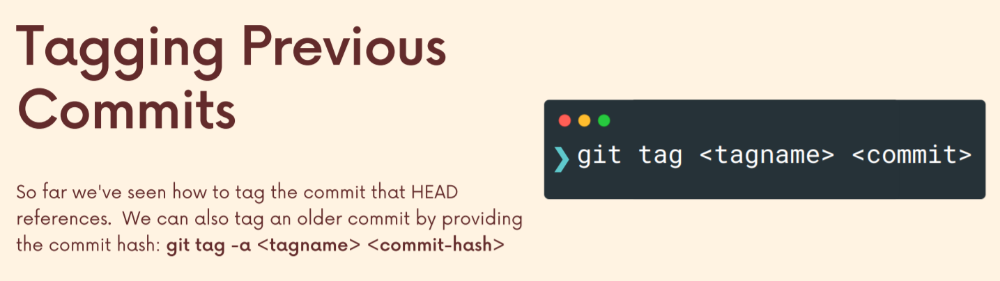 Tagging Previous
Commits
So far we've seen how to tag the commit that HEAD
references.  We can also tag an older commit by providing
the commit hash: git tag -a <tagname> <commit-hash>
❯ git tag <tagname> <commit>